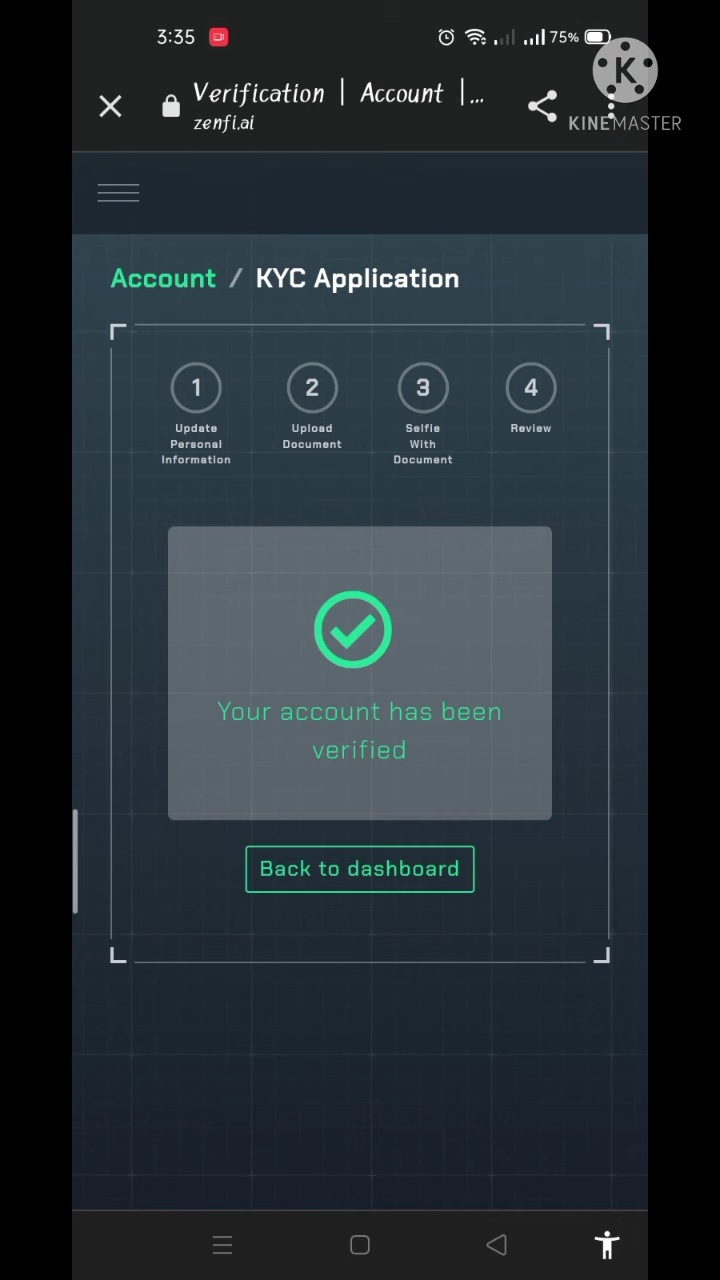 3:35
75%
K
KINEMASTER
Verification | Account |...
zenfi.ai
Account / KYC Application
1 2 3 4
Update Personal Information
Upload Document
Selfie With Document
Review
Your account has been
verified
Back to dashboard